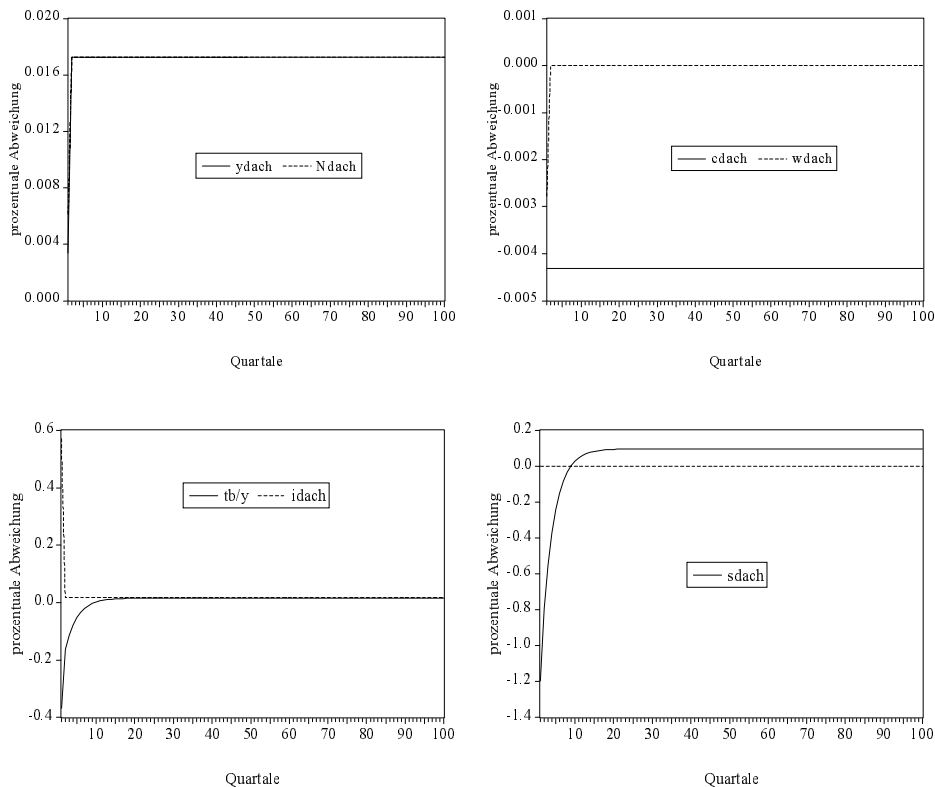 0.020
0.016
0.012
0.008
0.004
0.000
prozentuale Abweichung
ydach Ndach
10 20 30 40 50 60 70 80 90 100
Quartale
0.001
0.000
-0.001
-0.002
-0.003
-0.004
-0.005
prozentuale Abweichung
cdach wdach
10 20 30 40 50 60 70 80 90 100
Quartale
0.6
0.4
0.2
0.0
-0.2
-0.4
prozentuale Abweichung
tb/y idach
10 20 30 40 50 60 70 80 90 100
Quartale
0.2
0.0
-0.2
-0.4
-0.6
-0.8
-1.0
-1.2
-1.4
prozentuale Abweichung
sdach
10 20 30 40 50 60 70 80 90 100
Quartale